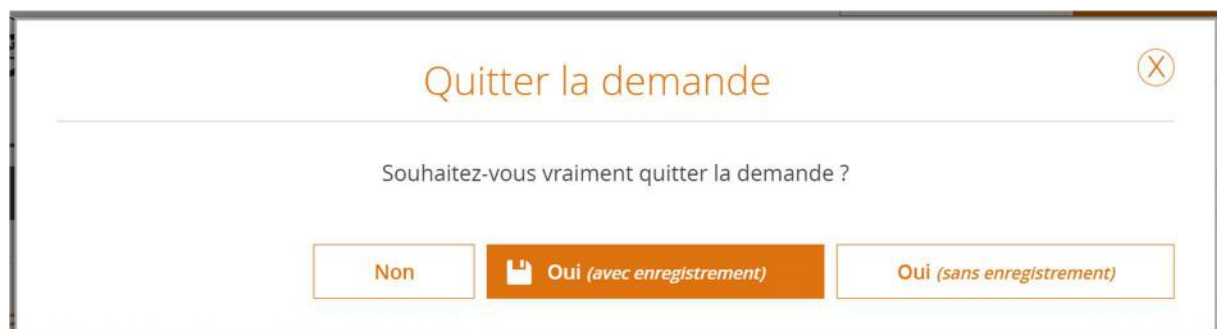 Quitter la demande
X
Souhaitez-vous vraiment quitter la demande ?
Non
Oui (avec enregistrement)
Oui (sans enregistrement)